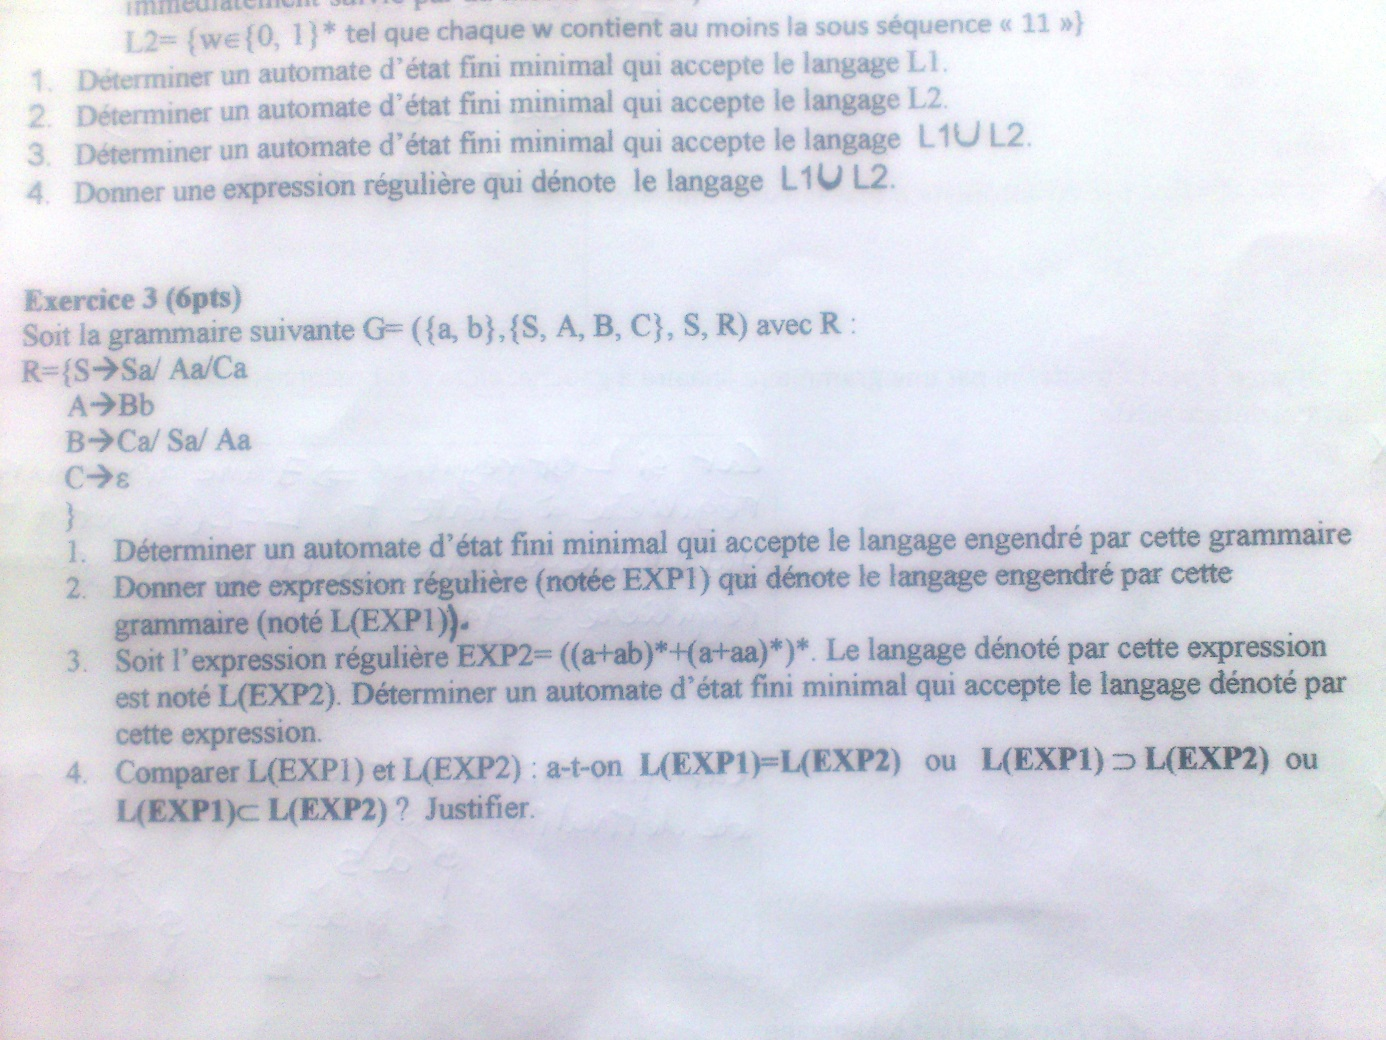 L2= {w∈{0, 1}* tel que chaque w contient au moins la sous séquence « 11 »}
1. Déterminer un automate d'état fini minimal qui accepte le langage L1.
2. Déterminer un automate d'état fini minimal qui accepte le langage L2.
3. Déterminer un automate d'état fini minimal qui accepte le langage L1∪ L2.
4. Donner une expression régulière qui dénote le langage L1∪ L2.
Exercice 3 (6pts)
Soit la grammaire suivante G= ({a, b},{S, A, B, C}, S, R) avec R :
R={S→Sa/ Aa/Ca
A→Bb
B→Ca/ Sa/ Aa
C→ε
}
1. Déterminer un automate d'état fini minimal qui accepte le langage engendré par cette grammaire
2. Donner une expression régulière (notée EXP1) qui dénote le langage engendré par cette
grammaire (noté L(EXP1)).
3. Soit l'expression régulière EXP2= ((a+ab)*+(a+aa)*)*. Le langage dénoté par cette expression
est noté L(EXP2). Déterminer un automate d'état fini minimal qui accepte le langage dénoté par
cette expression.
4. Comparer L(EXP1) et L(EXP2) : a-t-on L(EXP1)=L(EXP2) ou L(EXP1) ⊃ L(EXP2) ou
L(EXP1)⊂ L(EXP2) ? Justifier.